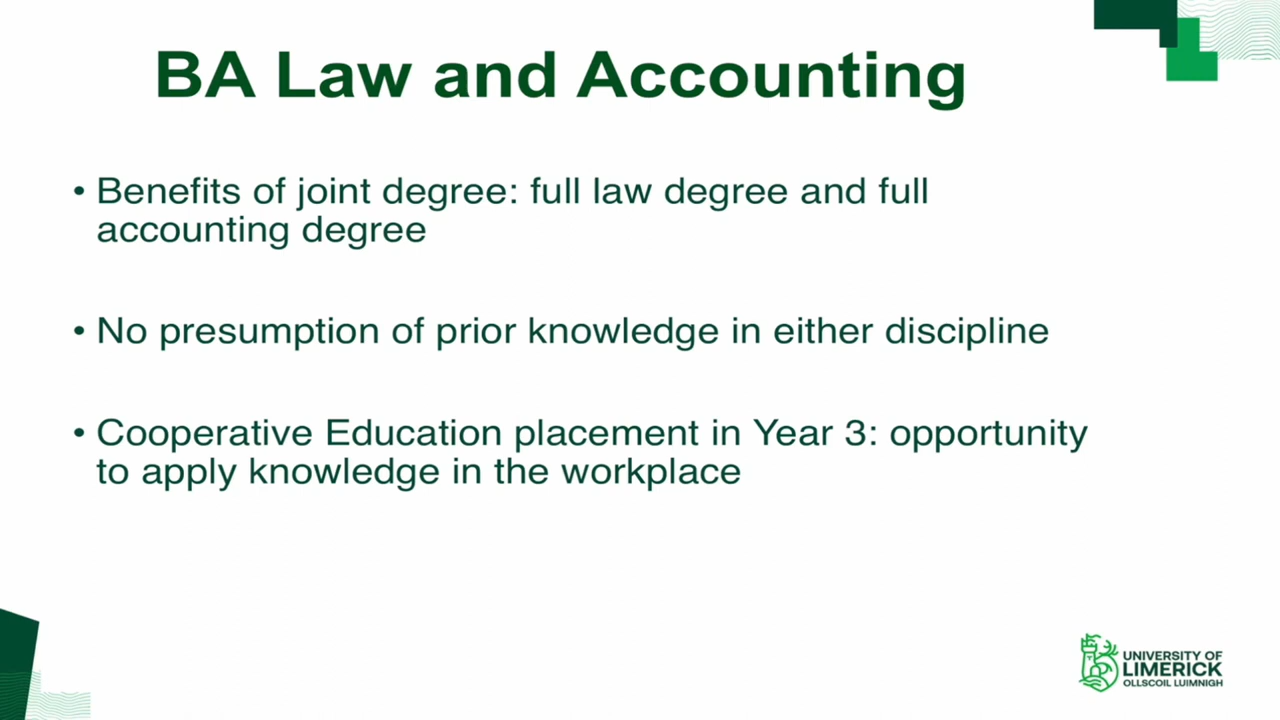 BA Law and Accounting
• Benefits of joint degree: full law degree and full
accounting degree
• No presumption of prior knowledge in either discipline
• Cooperative Education placement in Year 3: opportunity
to apply knowledge in the workplace
UNIVERSITY OF
LIMERICK
OLLSCOIL LUIMNIGH